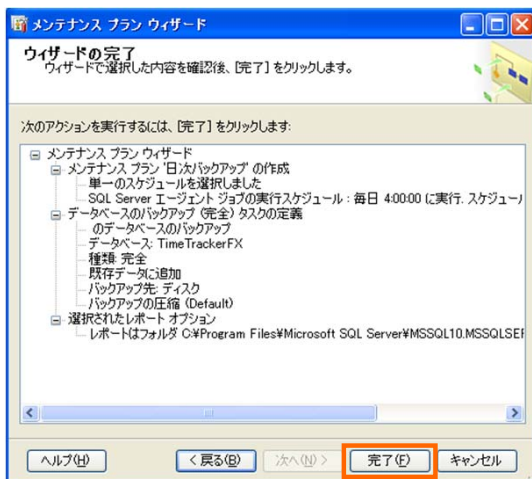 メンテナンス プラン ウィザード
ウィザードの完了
ウィザードで選択した内容を確認後、[完了] をクリックします。
次のアクションを実行するには、[完了] をクリックします:
メンテナンス プラン ウィザード
メンテナンス プラン '日次バックアップ' の作成
単一のスケジュールを選択しました
SQL Server エージェント ジョブの実行スケジュール : 毎日 4:00:00 に実行. スケジュール
データベースのバックアップ (完全) タスクの定義
のデータベースのバックアップ
データベース: TimeTrackerFX
種類: 完全
既存データに追加
バックアップ先: ディスク
バックアップの圧縮 (Default)
選択されたレポート オプション
レポートはフォルダ C:¥Program Files¥Microsoft SQL Server¥MSSQL10.MSSQLSEF
ヘルプ(H)
< 戻る(B)
次へ(N) >
完了(F)
キャンセル